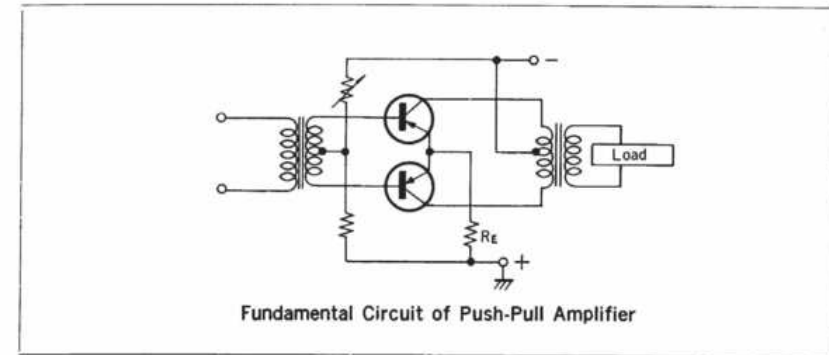 −
Load
RE
+
Fundamental Circuit of Push-Pull Amplifier